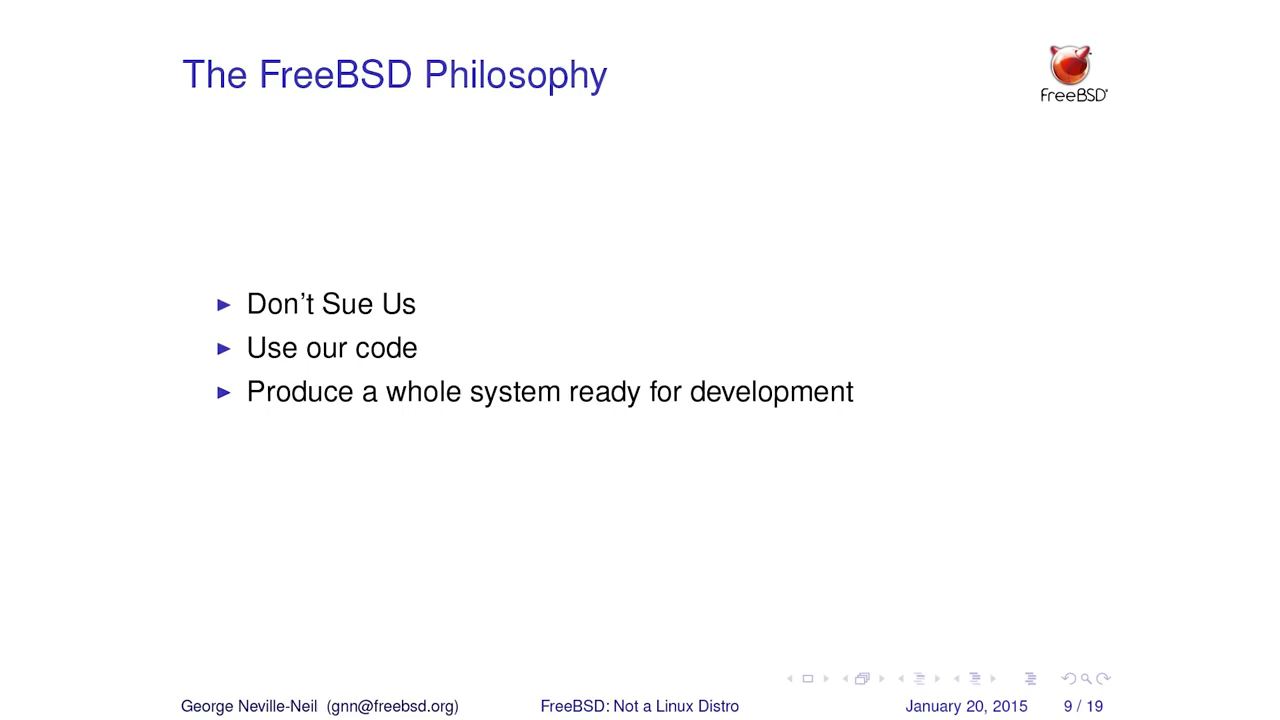 The FreeBSD Philosophy
FreeBSD
Don't Sue Us
Use our code
Produce a whole system ready for development
George Neville-Neil (gnn@freebsd.org) FreeBSD: Not a Linux Distro January 20, 2015 9 / 19